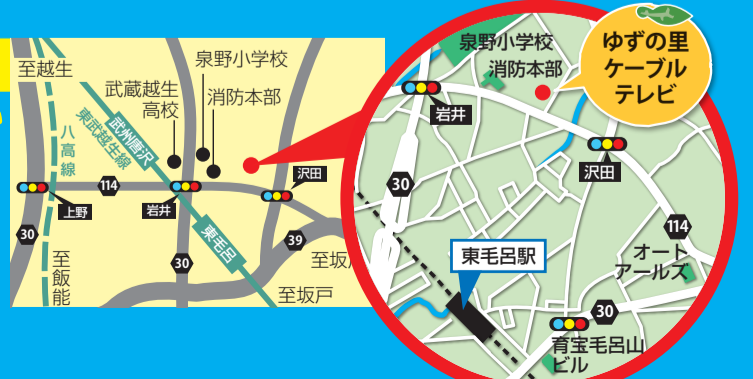 至越生
泉野小学校
武蔵越生
高校
消防本部
八高線
東武越生線
武州唐沢
114
上野
岩井
沢田
30
30
39
東毛呂
至飯能
至坂戸
至坂戸
泉野小学校
消防本部
ゆずの里
ケーブル
テレビ
岩井
沢田
30
114
東毛呂駅
オート
アールズ
30
育宝毛呂山
ビル